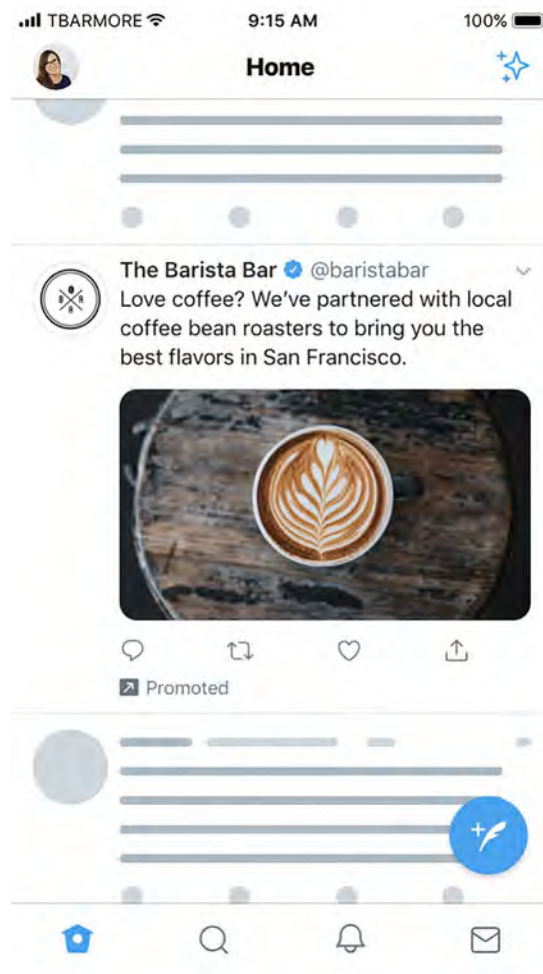 TBARMORE 9:15 AM 100%
Home
The Barista Bar @baristabar
Love coffee? We've partnered with local
coffee bean roasters to bring you the
best flavors in San Francisco.
Promoted